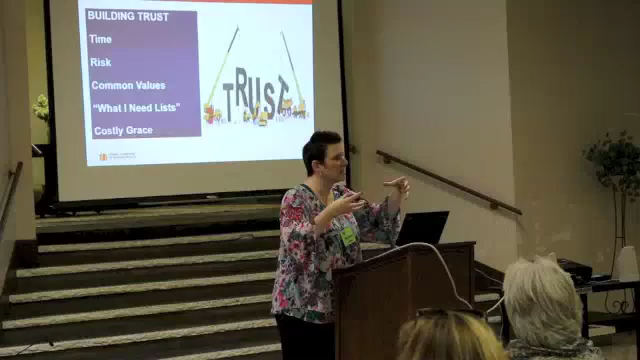 BUILDING TRUST
Time
Risk
Common Values
"What I Need Lists"
Costly Grace
TRUST